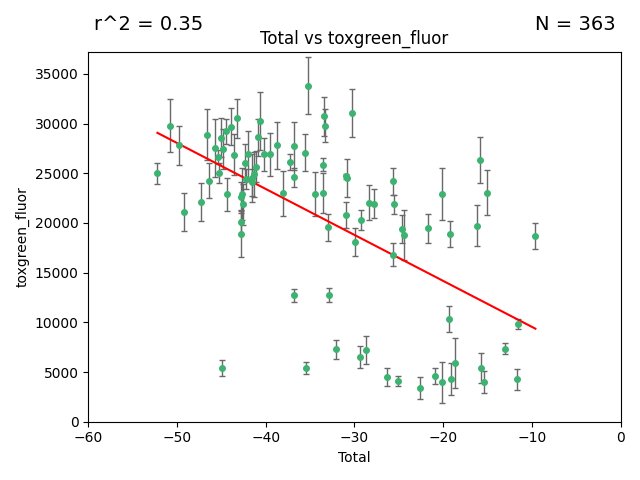 r^2 = 0.35 N = 363
Total vs toxgreen_fluor
35000
30000
25000
20000
15000
10000
5000
0
toxgreen_fluor
−60 −50 −40 −30 −20 −10 0
Total